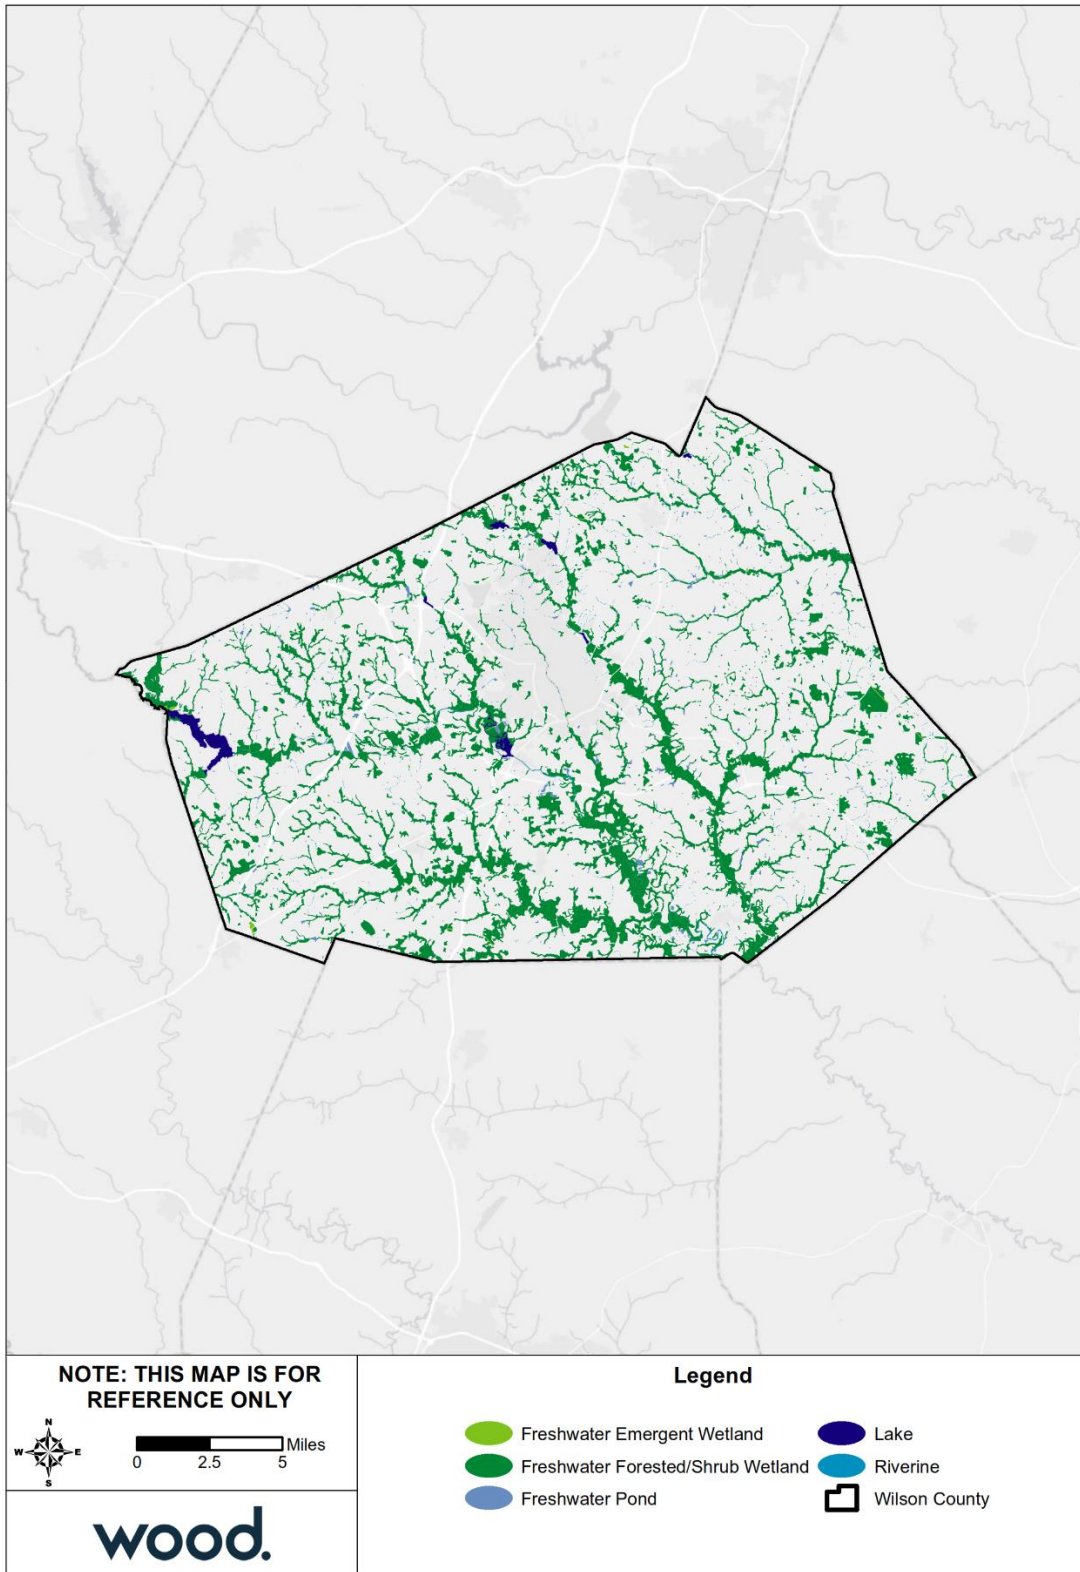 NOTE: THIS MAP IS FOR
REFERENCE ONLY
N
W E
S
Miles
0 2.5 5
wood.
Legend
Freshwater Emergent Wetland
Freshwater Forested/Shrub Wetland
Freshwater Pond
Lake
Riverine
Wilson County